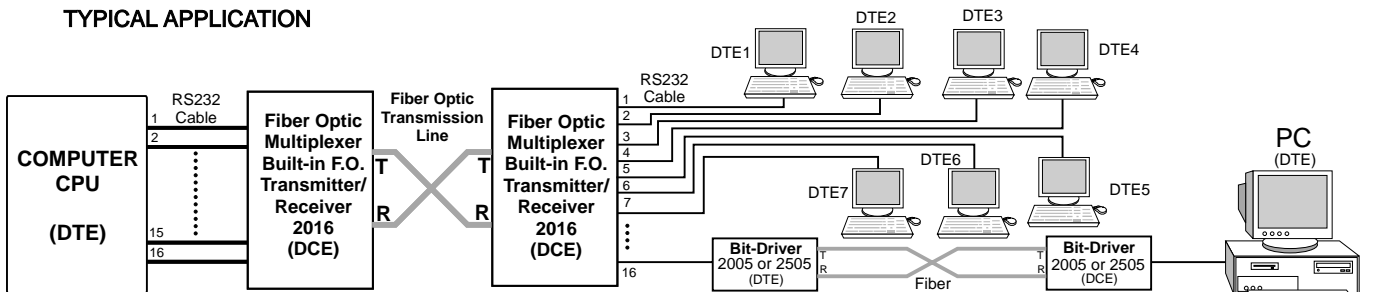 TYPICAL APPLICATION
COMPUTER
CPU
(DTE)
RS232
Cable
1
2
15
16
Fiber Optic
Multiplexer
Built-in F.O.
Transmitter/
Receiver
2016
(DCE)
T
R
Fiber Optic
Transmission
Line
T
R
Fiber Optic
Multiplexer
Built-in F.O.
Transmitter/
Receiver
2016
(DCE)
RS232
Cable
1
2
3
4
5
6
7
16
DTE1
DTE2
DTE3
DTE4
DTE7
DTE6
DTE5
Bit-Driver
2005 or 2505
(DTE)
T
R
Fiber
T
R
Bit-Driver
2005 or 2505
(DCE)
PC
(DTE)